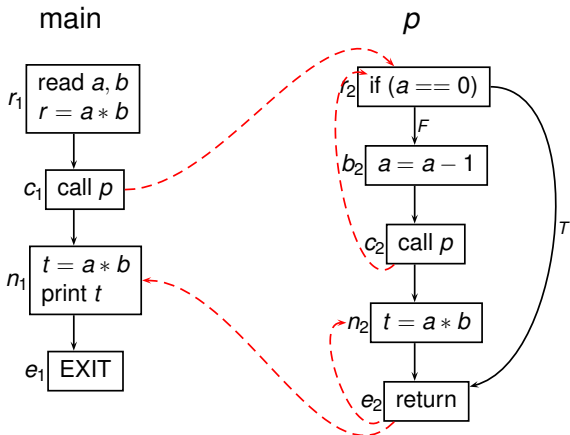 main
r1
read a, b
r = a * b
c1
call p
n1
t = a * b
print t
e1
EXIT
p
r2
if (a == 0)
F
T
b2
a = a − 1
c2
call p
n2
t = a * b
e2
return